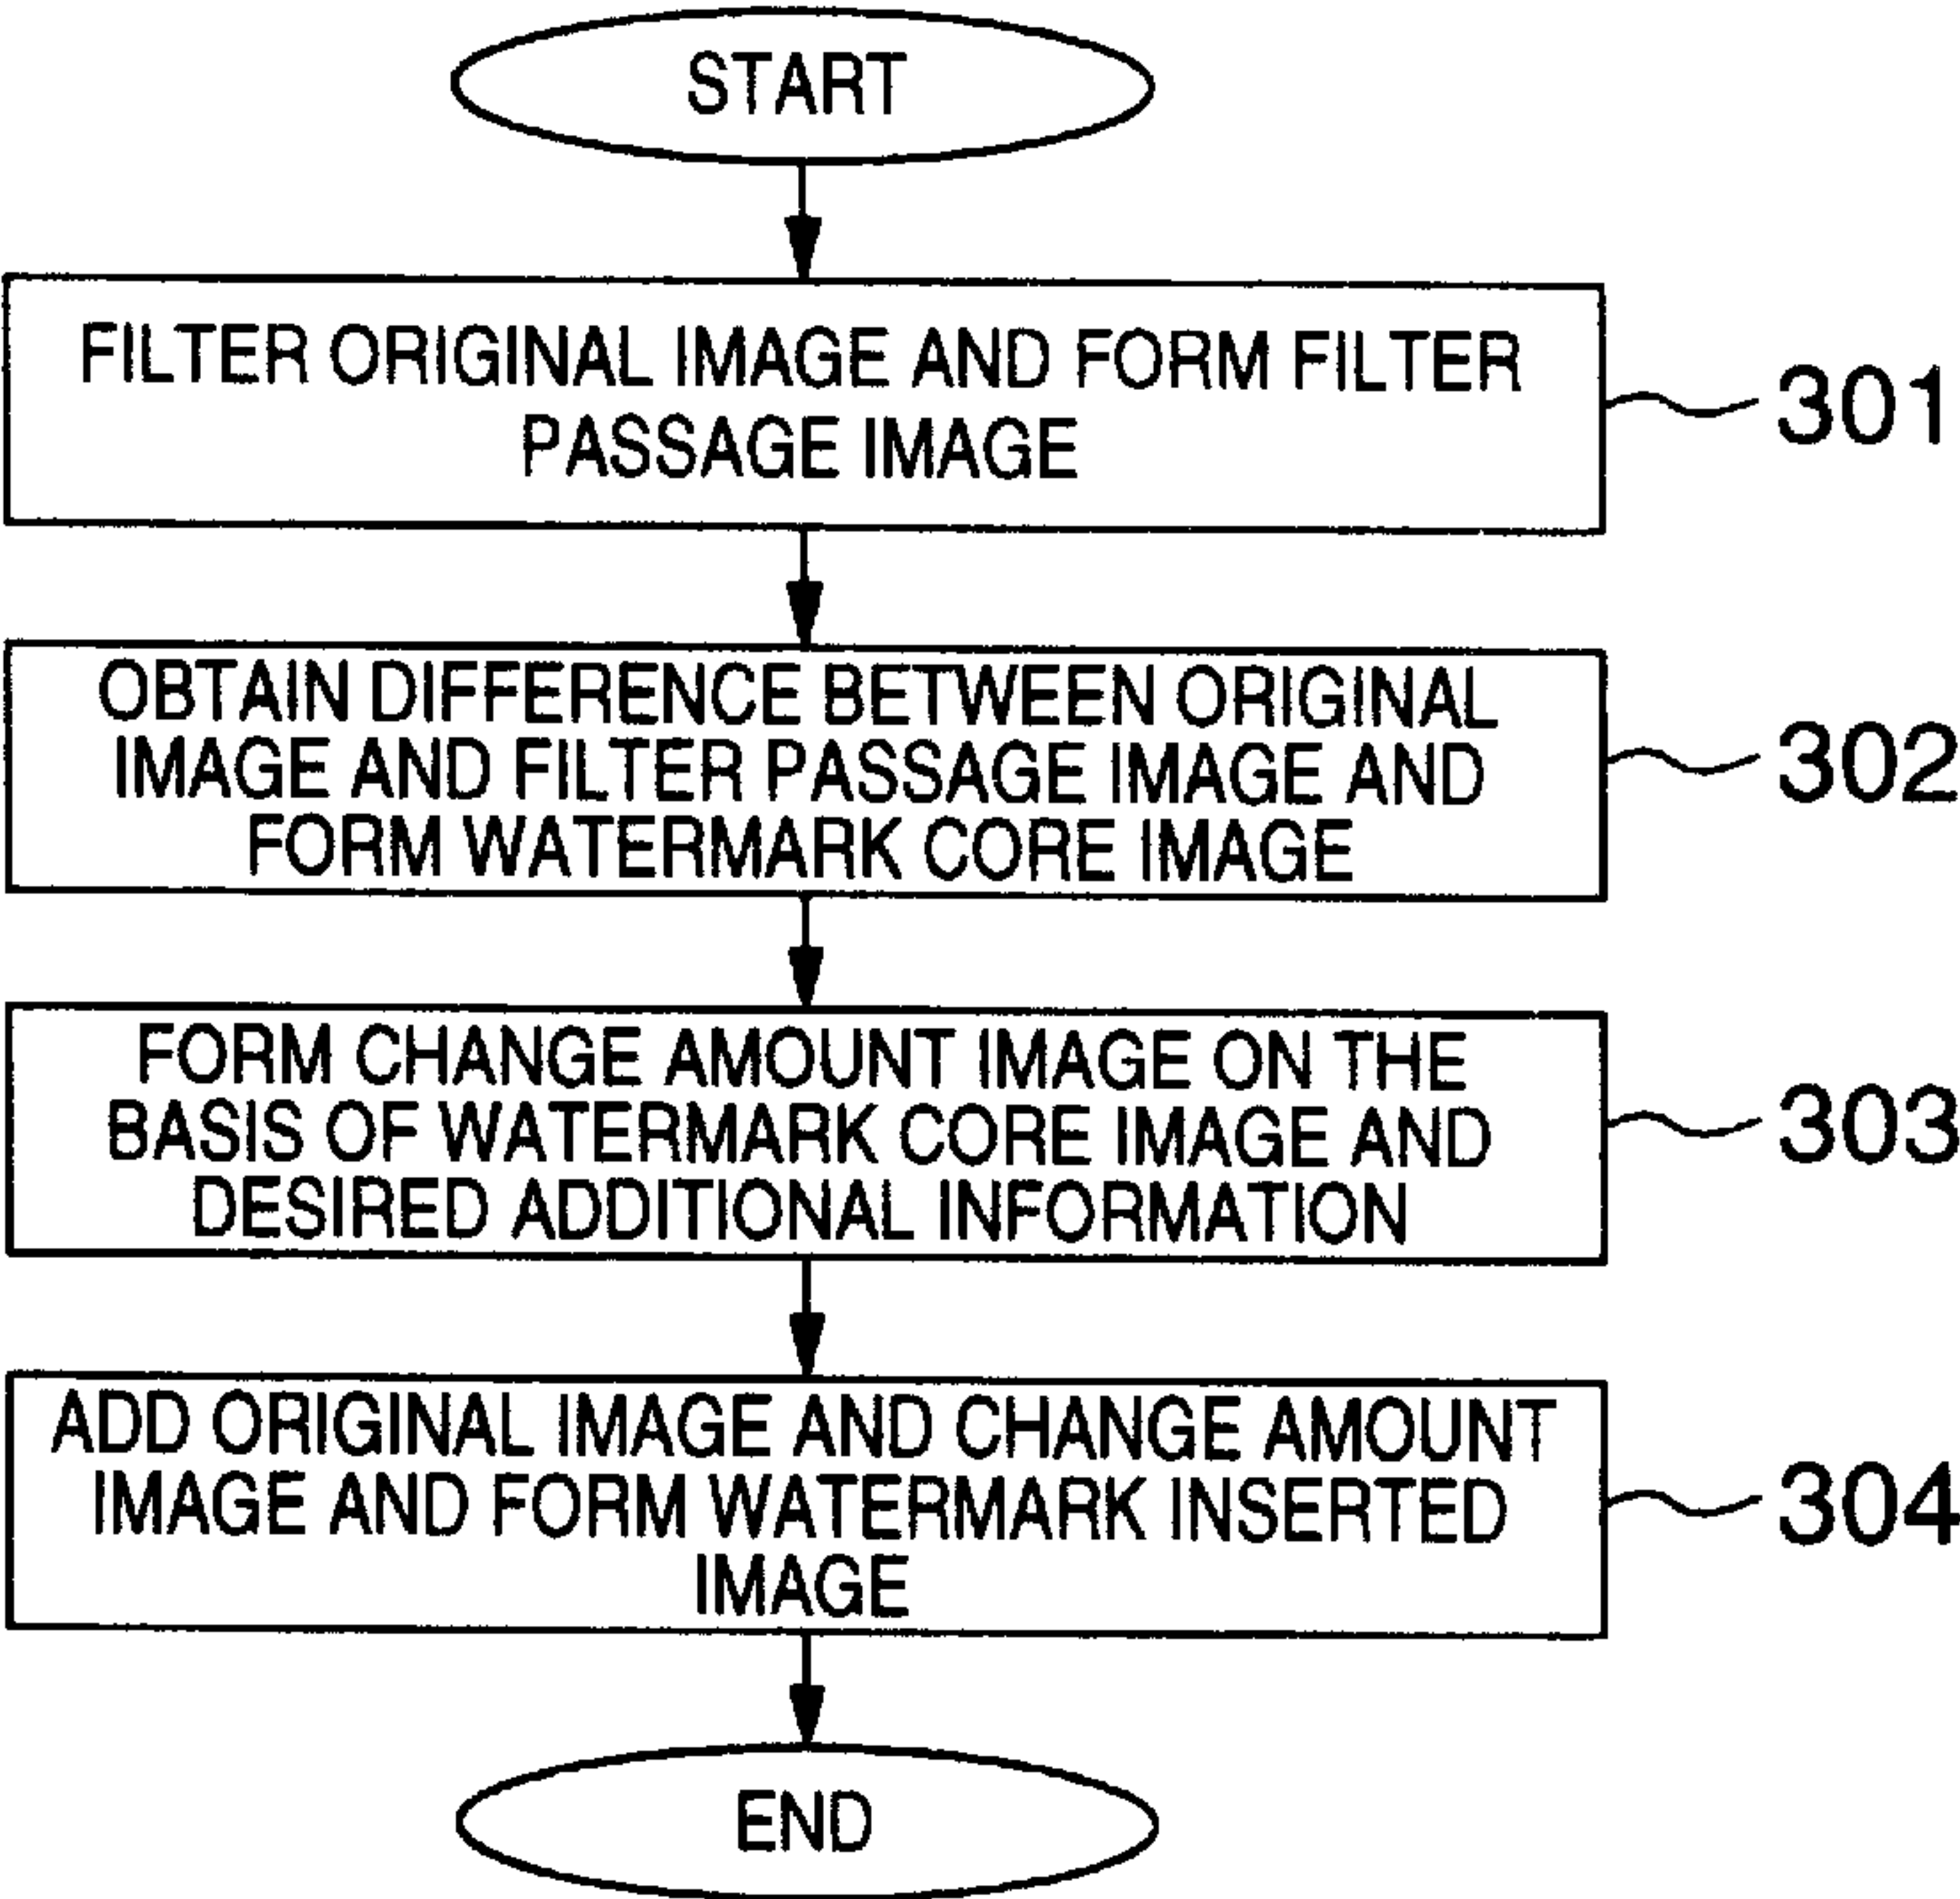 START
FILTER ORIGINAL IMAGE AND FORM FILTER
PASSAGE IMAGE
301
OBTAIN DIFFERENCE BETWEEN ORIGINAL
IMAGE AND FILTER PASSAGE IMAGE AND
FORM WATERMARK CORE IMAGE
302
FORM CHANGE AMOUNT IMAGE ON THE
BASIS OF WATERMARK CORE IMAGE AND
DESIRED ADDITIONAL INFORMATION
303
ADD ORIGINAL IMAGE AND CHANGE AMOUNT
IMAGE AND FORM WATERMARK INSERTED
IMAGE
304
END